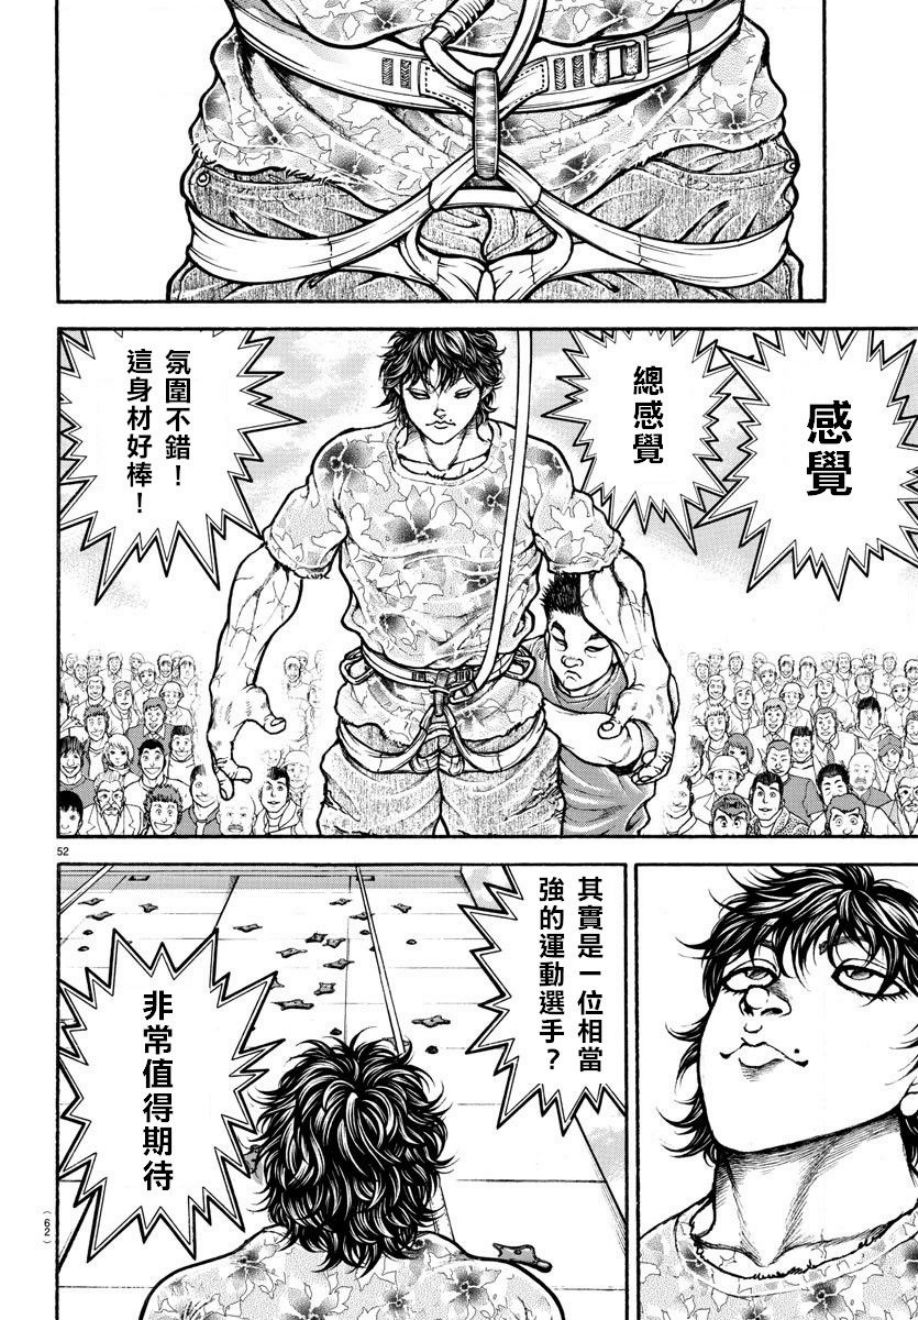 感覺
總感覺
氛圍不錯！
這身材好棒！
52
其實是一位相當
強的運動選手？
非常值得期待
（62）